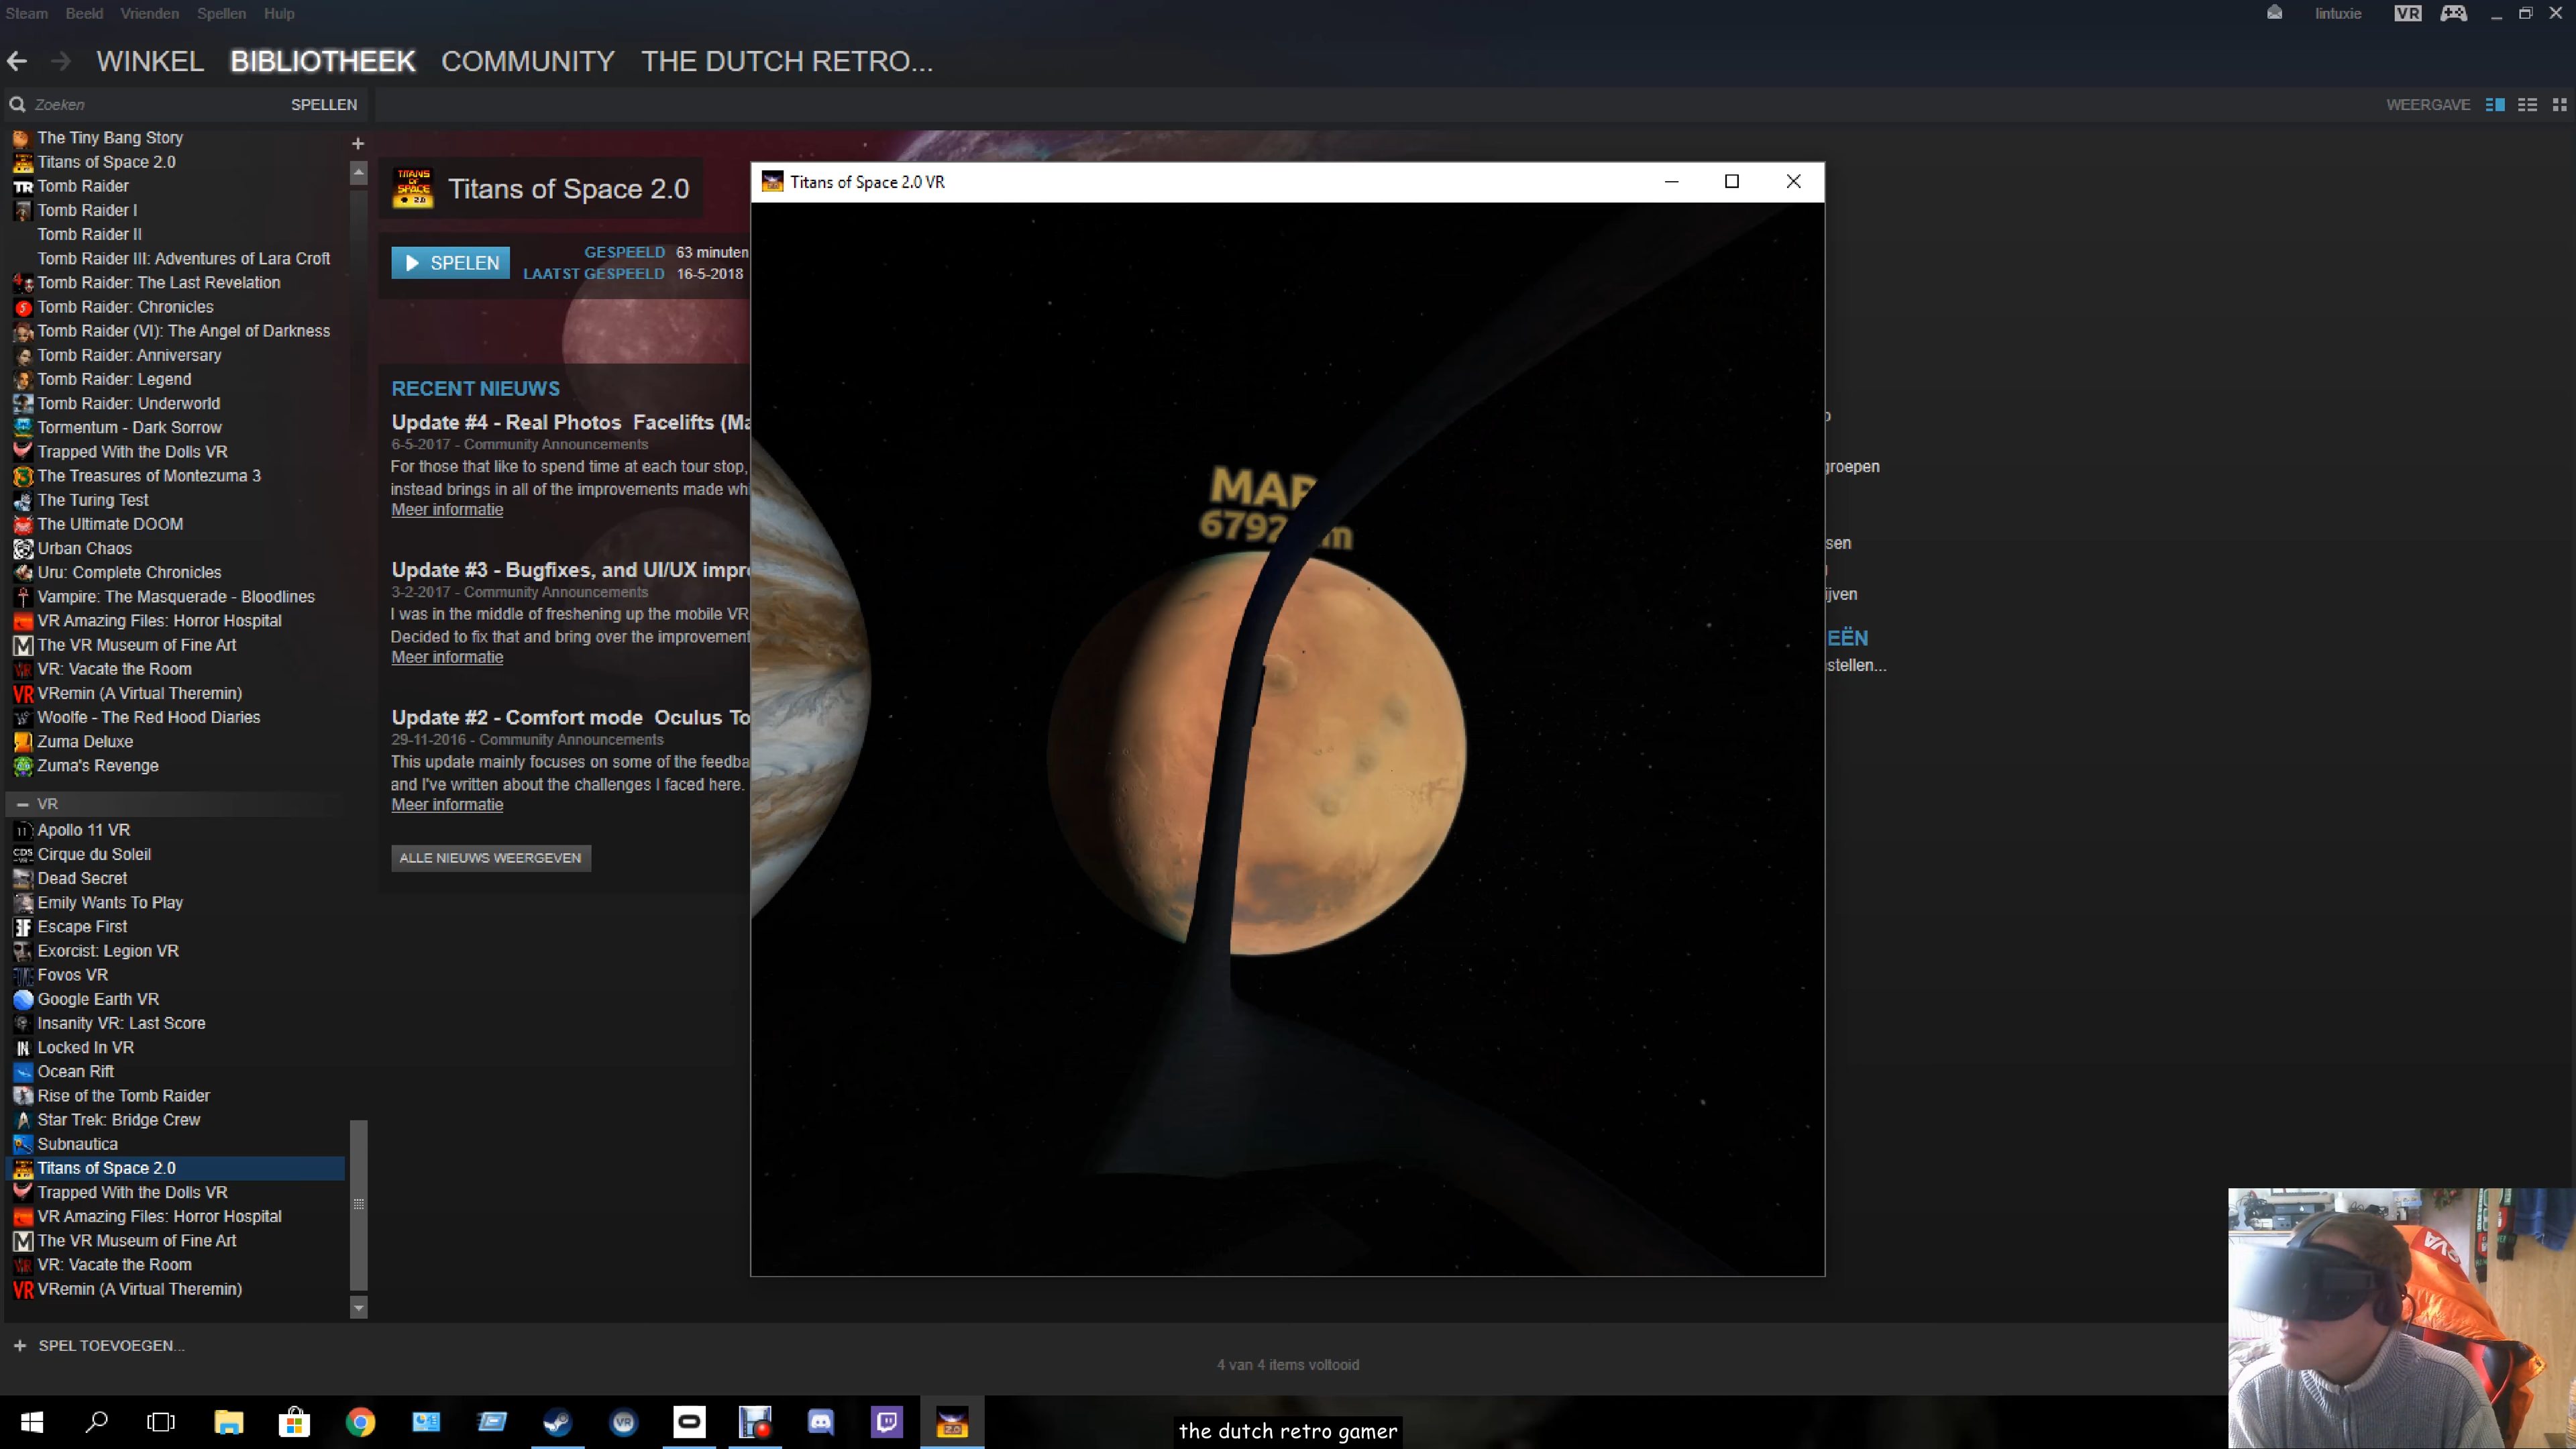 Steam Beeld Vrienden Spellen Hulp
lintuxie VR
WINKEL BIBLIOTHEEK COMMUNITY THE DUTCH RETRO...
Zoeken SPELLEN
WEERGAVE
The Tiny Bang Story
Titans of Space 2.0
Tomb Raider
Tomb Raider I
Tomb Raider II
Tomb Raider III: Adventures of Lara Croft
Tomb Raider: The Last Revelation
Tomb Raider: Chronicles
Tomb Raider (VI): The Angel of Darkness
Tomb Raider: Anniversary
Tomb Raider: Legend
Tomb Raider: Underworld
Tormentum - Dark Sorrow
Trapped With the Dolls VR
The Treasures of Montezuma 3
The Turing Test
The Ultimate DOOM
Urban Chaos
Uru: Complete Chronicles
Vampire: The Masquerade - Bloodlines
VR Amazing Files: Horror Hospital
The VR Museum of Fine Art
VR: Vacate the Room
VRemin (A Virtual Theremin)
Woolfe - The Red Hood Diaries
Zuma Deluxe
Zuma's Revenge
VR
Apollo 11 VR
Cirque du Soleil
Dead Secret
Emily Wants To Play
Escape First
Exorcist: Legion VR
Fovos VR
Google Earth VR
Insanity VR: Last Score
Locked In VR
Ocean Rift
Rise of the Tomb Raider
Star Trek: Bridge Crew
Subnautica
Titans of Space 2.0
Trapped With the Dolls VR
VR Amazing Files: Horror Hospital
The VR Museum of Fine Art
VR: Vacate the Room
VRemin (A Virtual Theremin)
SPEL TOEVOEGEN...
TITANS OF SPACE 2.0
Titans of Space 2.0
SPELEN
GESPEELD 63 minuten
LAATST GESPEELD 16-5-2018
RECENT NIEUWS
Update #4 - Real Photos Facelifts (Ma
6-5-2017 - Community Announcements
For those that like to spend time at each tour stop,
instead brings in all of the improvements made whi
Meer informatie
Update #3 - Bugfixes, and UI/UX impr
3-2-2017 - Community Announcements
I was in the middle of freshening up the mobile VR
Decided to fix that and bring over the improvement
Meer informatie
Update #2 - Comfort mode Oculus To
29-11-2016 - Community Announcements
This update mainly focuses on some of the feedba
and I've written about the challenges I faced here.
Meer informatie
ALLE NIEUWS WEERGEVEN
Titans of Space 2.0 VR
MAR
6792 m
groepen
sen
ijven
EËN
stellen...
4 van 4 items voltooid
the dutch retro gamer